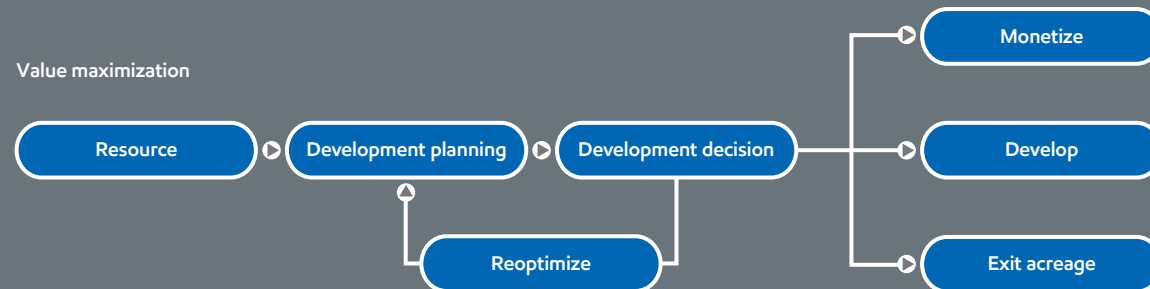 Value maximization
Resource
Development planning
Development decision
Reoptimize
Monetize
Develop
Exit acreage